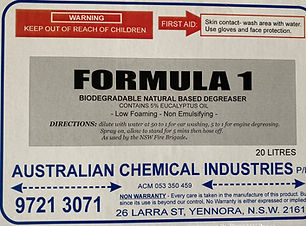 WARNING
KEEP OUT OF REACH OF CHILDREN
FIRST AID:
Skin contact- wash area with water
Use gloves and face protection.
FORMULA 1
BIODEGRADABLE NATURAL BASED DEGREASER
CONTAINS 5% EUCALYPTUS OIL
- Low Foaming - Non Emulsifying -
DIRECTIONS: dilute with water at 90 to 1 for car washing, 5 to 1 for engine degreasing.
Spray on, allow to stand for 5 mins then hose off.
As used by the NSW Fire Brigade.
20 LITRES
AUSTRALIAN CHEMICAL INDUSTRIES P/
ACM 053 350 459
9721 3071
NON WARRANTY - Every care is taken in the manufacture of this product. Bu
since its use is beyond our control, No Warranty is either expressed or implied
26 LARRA ST, YENNORA, N.S.W. 2161